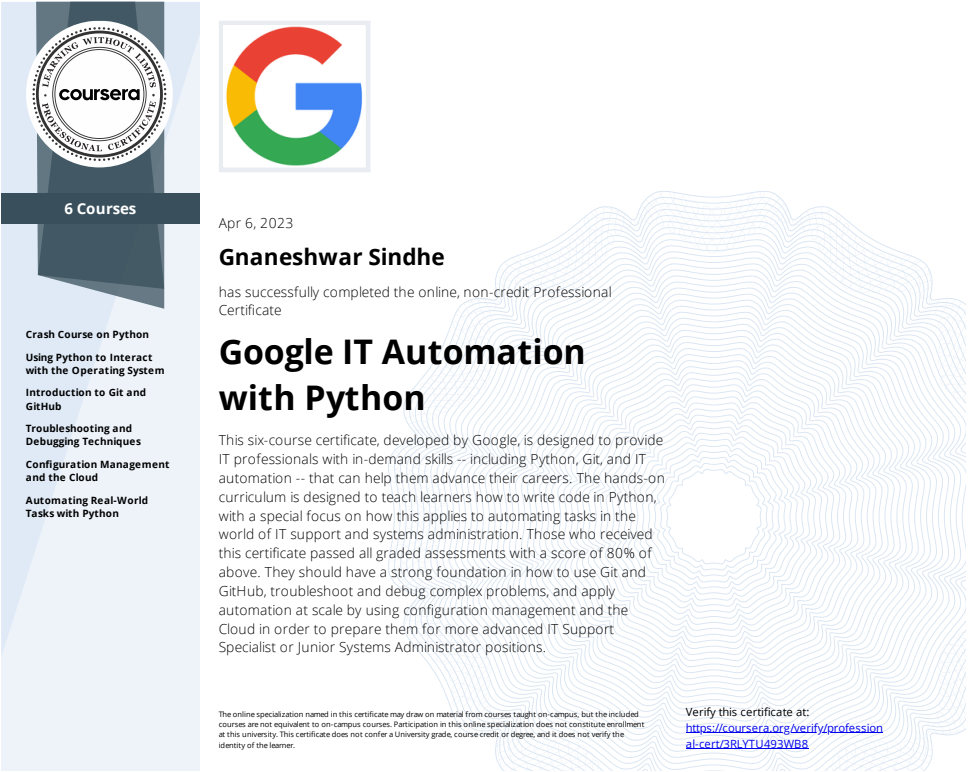 LEARNING WITHOUT LIMITS
coursera
PROFESSIONAL CERTIFICATE
6 Courses
Crash Course on Python
Using Python to Interact
with the Operating System
Introduction to Git and
GitHub
Troubleshooting and
Debugging Techniques
Configuration Management
and the Cloud
Automating Real-World
Tasks with Python
Apr 6, 2023
Gnaneshwar Sindhe
has successfully completed the online, non-credit Professional
Certificate
Google IT Automation
with Python
This six-course certificate, developed by Google, is designed to provide
IT professionals with in-demand skills -- including Python, Git, and IT
automation -- that can help them advance their careers. The hands-on
curriculum is designed to teach learners how to write code in Python,
with a special focus on how this applies to automating tasks in the
world of IT support and systems administration. Those who received
this certificate passed all graded assessments with a score of 80% of
above. They should have a strong foundation in how to use Git and
GitHub, troubleshoot and debug complex problems, and apply
automation at scale by using configuration management and the
Cloud in order to prepare them for more advanced IT Support
Specialist or Junior Systems Administrator positions.
The online specialization named in this certificate may draw on material from courses taught on-campus, but the included
courses are not equivalent to on-campus courses. Participation in this online specialization does not constitute enrollment
at this university. This certificate does not confer a University grade, course credit or degree, and it does not verify the
identity of the learner.
Verify this certificate at:
https://coursera.org/verify/profession
al-cert/3RLYTU493WB8